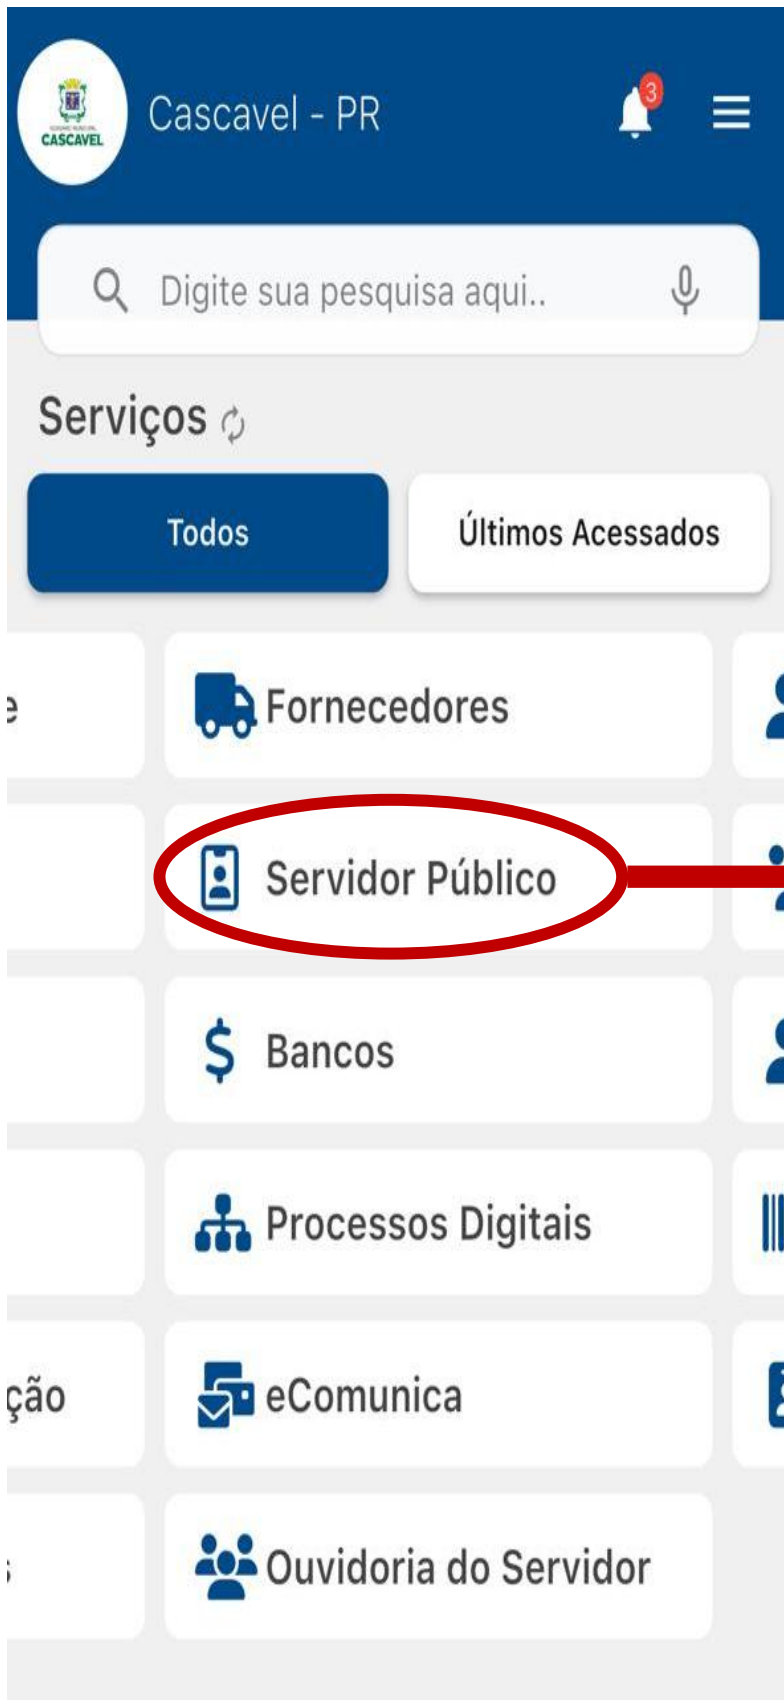 CASCAVEL
Cascavel - PR
3
Digite sua pesquisa aqui..
Serviços
Todos
Últimos Acessados
e
Fornecedores
Servidor Público
$ Bancos
Processos Digitais
ção
eComunica
s
Ouvidoria do Servidor